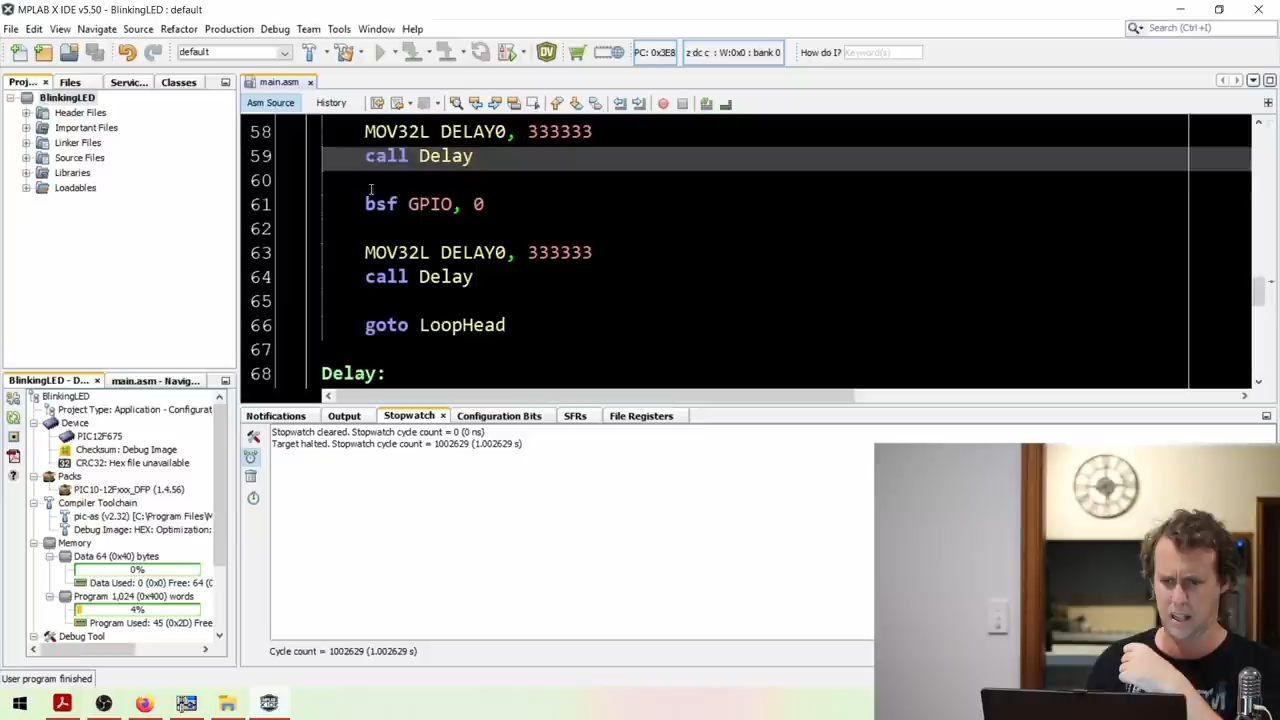 MPLAB X IDE v5.50 - BlinkingLED : default
File Edit View Navigate Source Refactor Production Debug Team Tools Window Help
Search (Ctrl+I)
default
PC: 0x3E8
z dc c : W:0x0 : bank 0
How do I?
Keyword(s)
Proj... × Files Servic... Classes
main.asm ×
BlinkingLED
Header Files
Important Files
Linker Files
Source Files
Libraries
Loadables
Asm Source History
58 MOV32L DELAY0, 333333
59 call Delay
60
61 bsf GPIO, 0
62
63 MOV32L DELAY0, 333333
64 call Delay
65
66 goto LoopHead
67
68 Delay:
BlinkingLED - D... × main.asm - Navig...
BlinkingLED
Project Type: Application - Configurat
Device
PIC12F675
Checksum: Debug Image
CRC32: Hex file unavailable
Packs
PIC10-12Fxxx_DFP (1.4.56)
Compiler Toolchain
pic-as (v2.32) [C:\Program Files\M
Debug Image: HEX: Optimization:
Memory
Data 64 (0x40) bytes
0%
Data Used: 0 (0x0) Free: 64 (
Program 1,024 (0x400) words
4%
Program Used: 45 (0x2D) Free
Debug Tool
Notifications Output Stopwatch × Configuration Bits SFRs File Registers
Stopwatch cleared. Stopwatch cycle count = 0 (0 ns)
Target halted. Stopwatch cycle count = 1002629 (1.002629 s)
Cycle count = 1002629 (1.002629 s)
User program finished